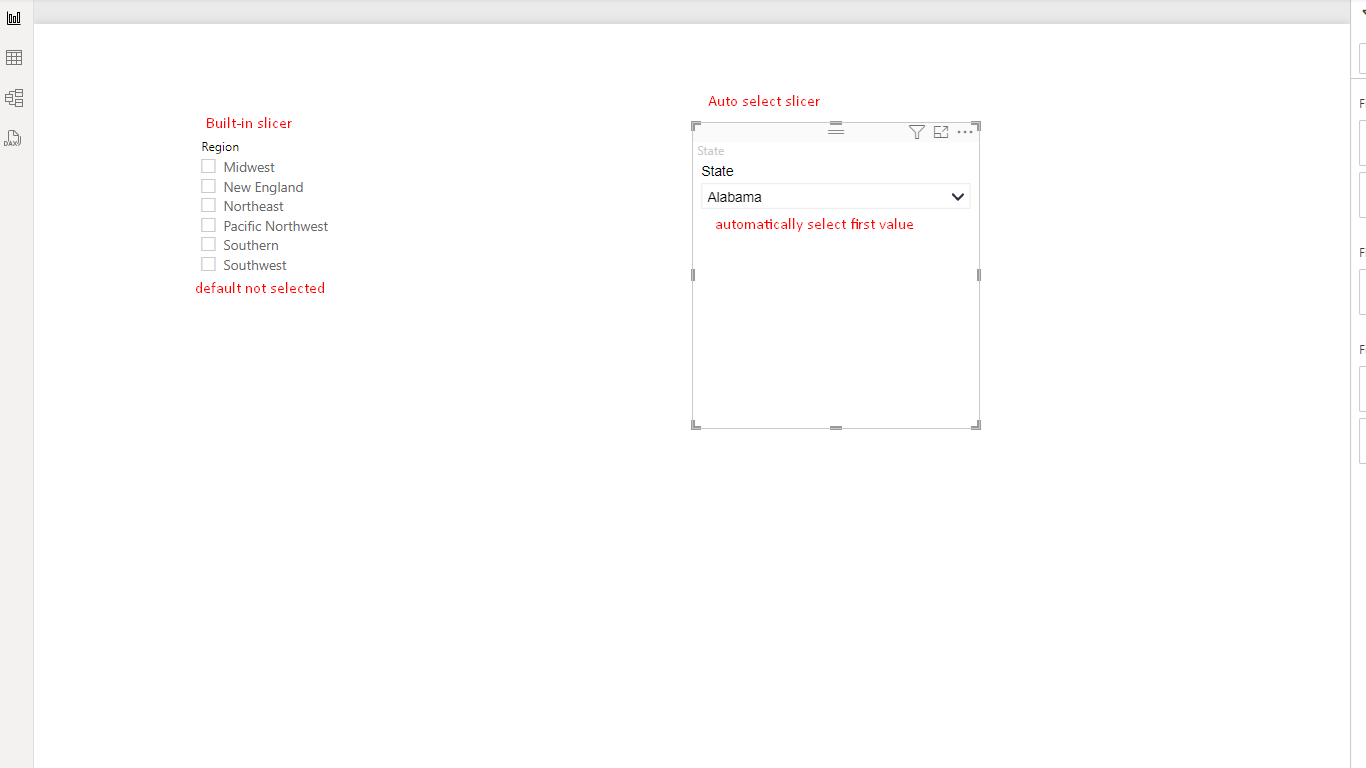 Auto select slicer
Built-in slicer
Region
Midwest
New England
Northeast
Pacific Northwest
Southern
Southwest
default not selected
State
State
Alabama
automatically select first value
DAX
F
F
F